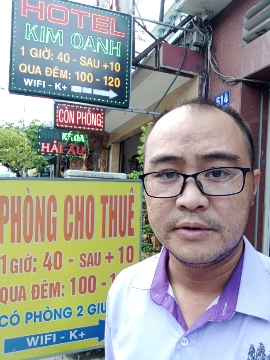 HOTEL
KIM OANH
1 GIỜ: 40 - SAU +10
QUA ĐÊM: 100 - 120
WIFI - K+
CÒN PHÒNG
HẢI ÂU
514
PHÒNG CHO THUÊ
1 GIỜ: 40 - SAU + 10
QUA ĐÊM: 100 -
CÓ PHÒNG 2 GIƯ
WIFI - K+